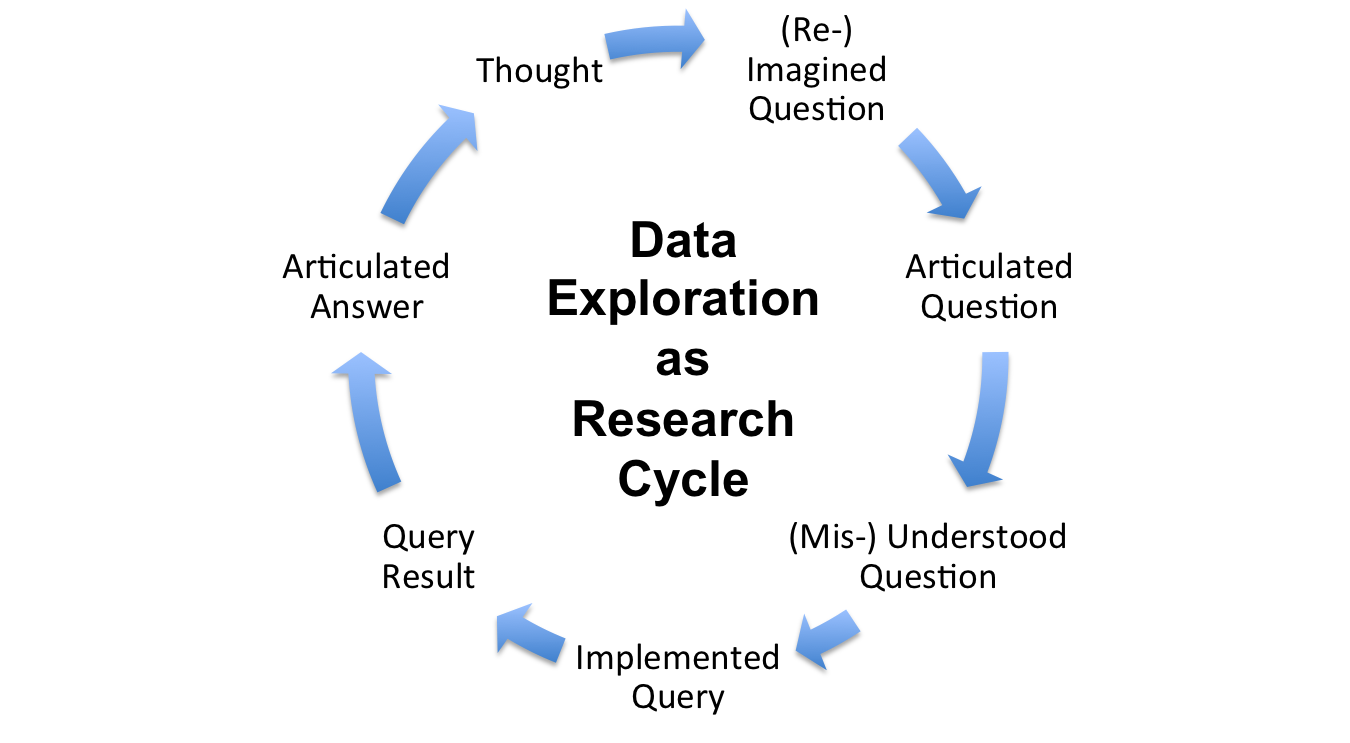 Thought
(Re-)
Imagined
Question
Articulated
Question
(Mis-) Understood
Question
Implemented
Query
Query
Result
Articulated
Answer
Data
Exploration
as
Research
Cycle